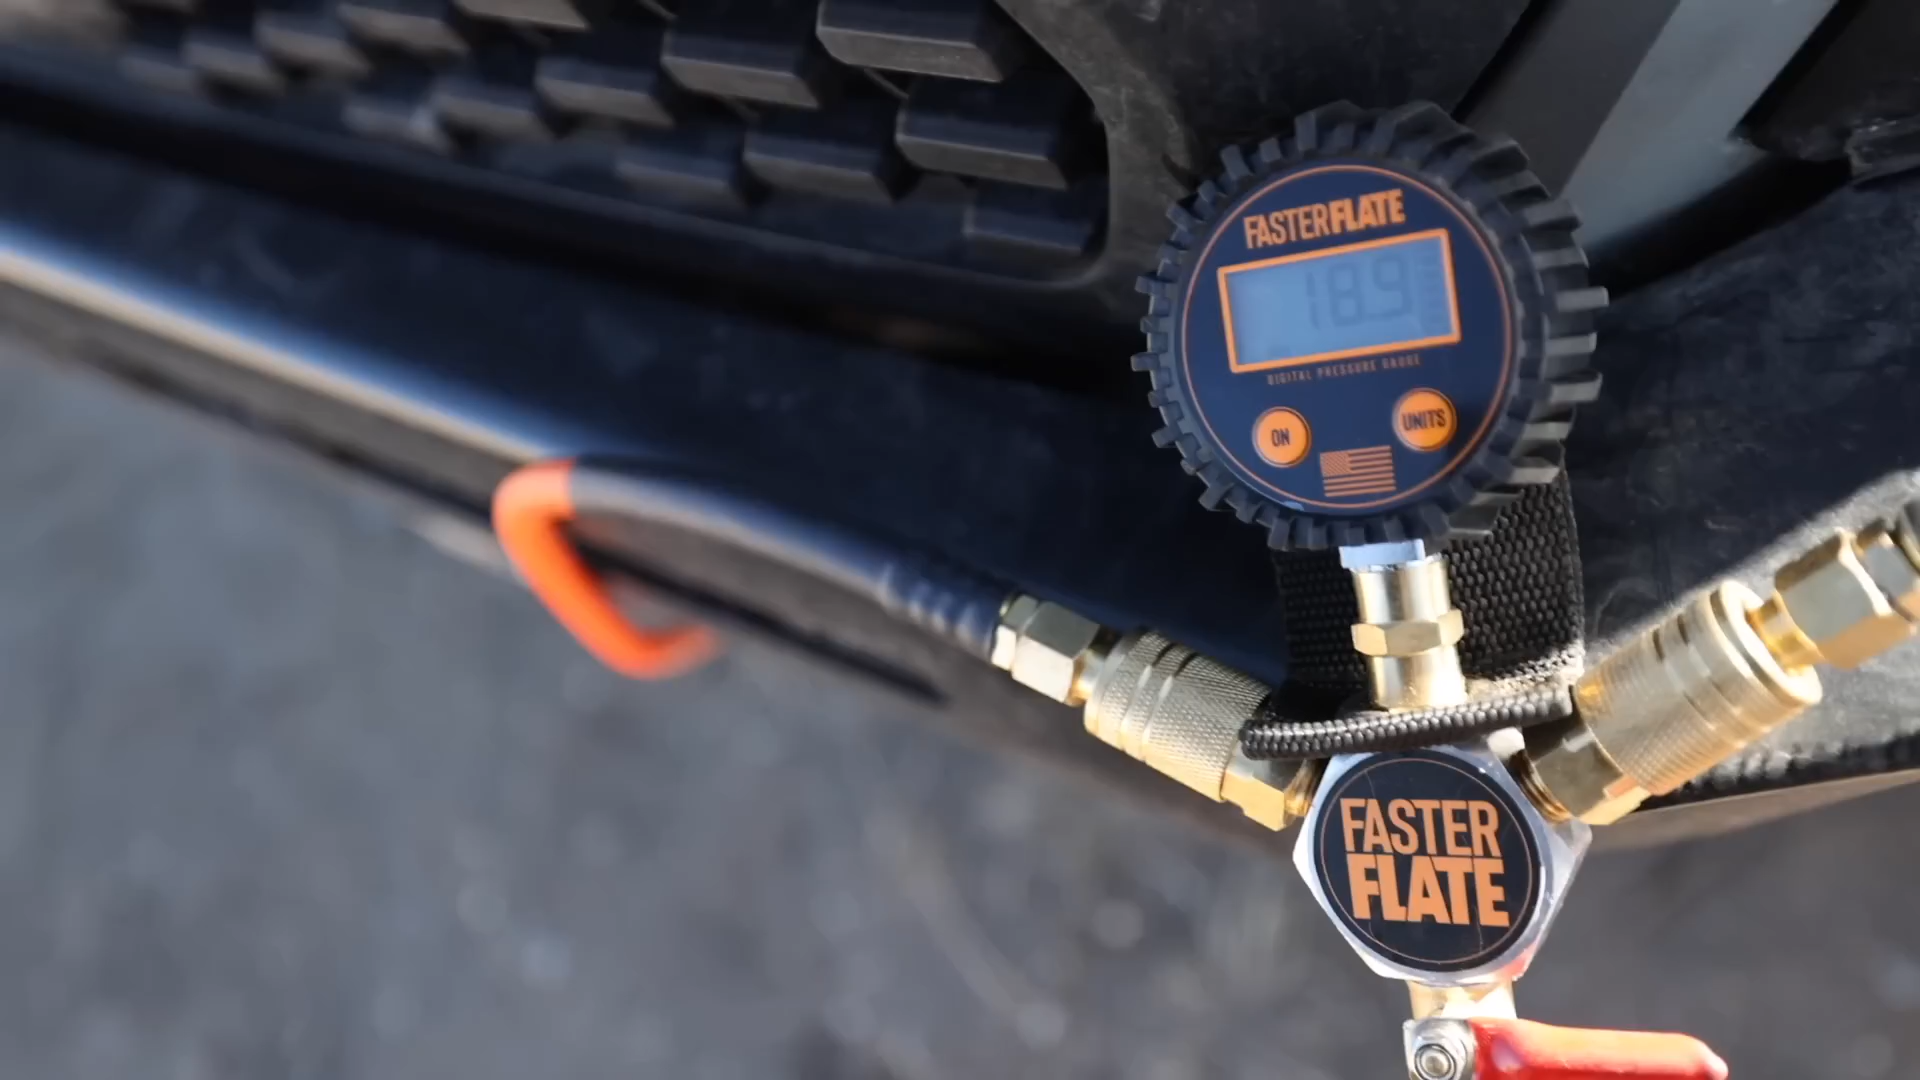 FASTERFLATE
18.9
DIGITAL PRESSURE GAUGE
ON
UNITS
FASTER
FLATE